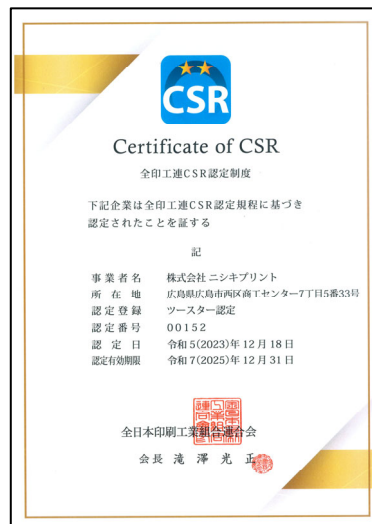 CSR
Certificate of CSR
全印工連CSR認定制度
下記企業は全印工連CSR認定規程に基づき
認定されたことを証する
記
事業者名 株式会社 ニシキプリント
所在地 広島県広島市西区商工センター7丁目5番33号
認定登録 ツースター認定
認定番号 00152
認定日 令和5(2023)年12月18日
認定有効期限 令和7(2025)年12月31日
全日本印刷工業組合連合会
会長 滝澤光正